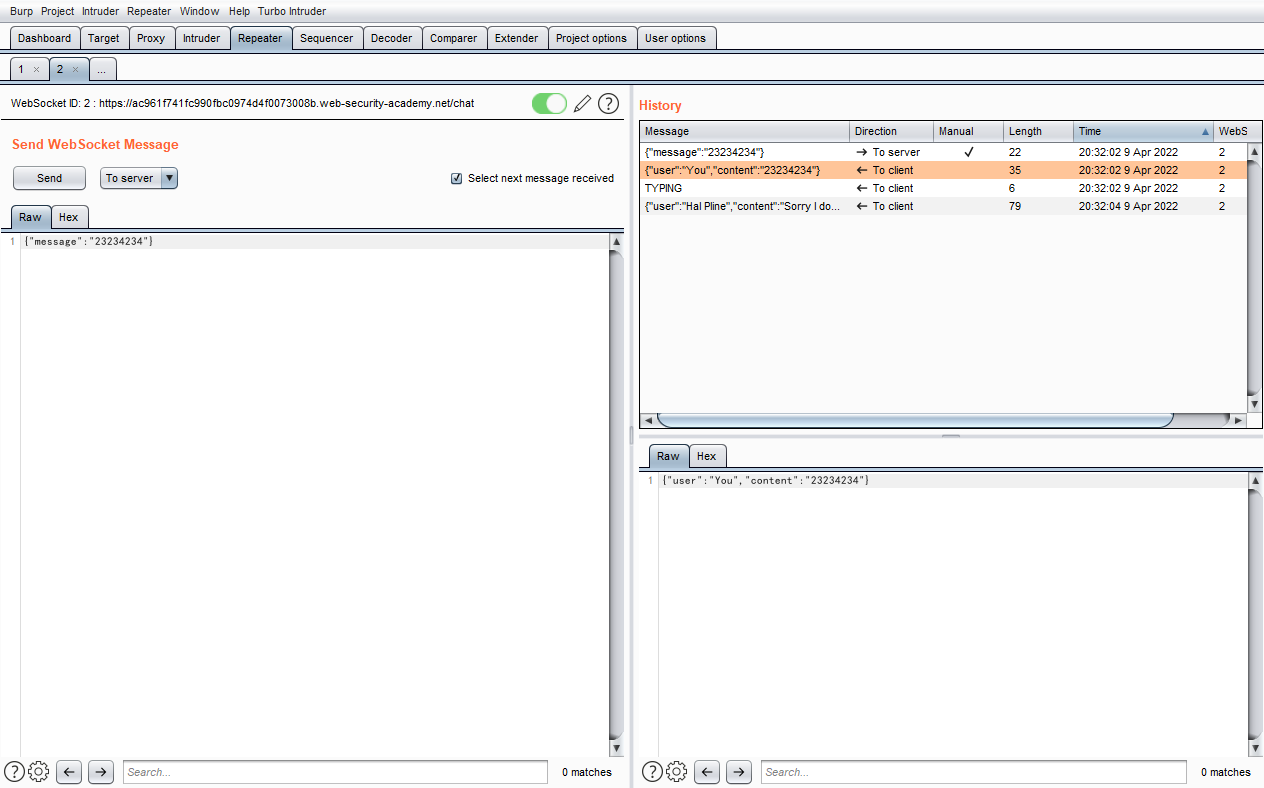 Burp Project Intruder Repeater Window Help Turbo Intruder
Dashboard Target Proxy Intruder Repeater Sequencer Decoder Comparer Extender Project options User options
1 × 2 × ...
WebSocket ID: 2 : https://ac961f741fc990fbc0974d4f0073008b.web-security-academy.net/chat
?
Send WebSocket Message
Send To server Select next message received
Raw Hex
1 {"message":"23234234"}
? Search... 0 matches
History
Message Direction Manual Length Time WebS
{"message":"23234234"} → To server ✓ 22 20:32:02 9 Apr 2022 2
{"user":"You","content":"23234234"} ← To client 35 20:32:02 9 Apr 2022 2
TYPING ← To client 6 20:32:02 9 Apr 2022 2
{"user":"Hal Pline","content":"Sorry I do... ← To client 79 20:32:04 9 Apr 2022 2
Raw Hex
1 {"user":"You","content":"23234234"}
? Search... 0 matches